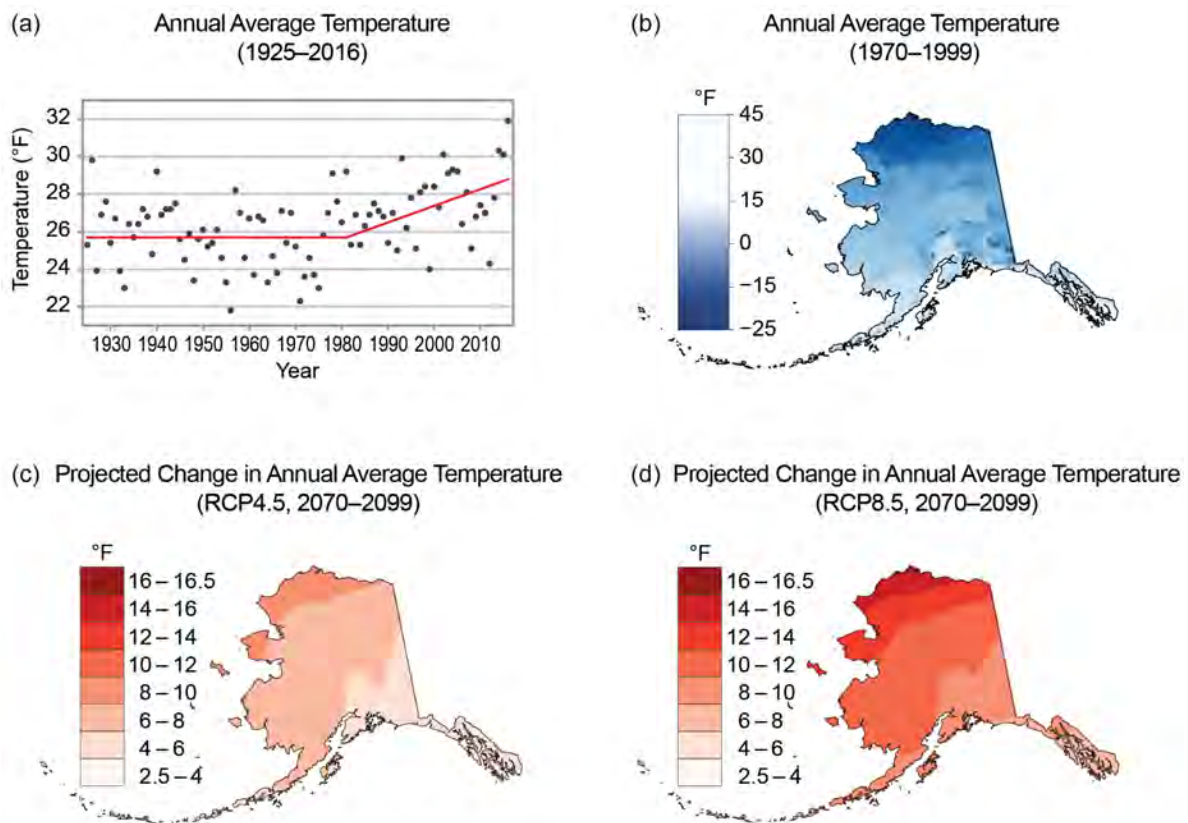 (a) Annual Average Temperature
(1925–2016)
Temperature (°F)
32
30
28
26
24
22
1930 1940 1950 1960 1970 1980 1990 2000 2010
Year
(b) Annual Average Temperature
(1970–1999)
°F
45
30
15
0
−15
−25
(c) Projected Change in Annual Average Temperature
(RCP4.5, 2070–2099)
°F
16 – 16.5
14 – 16
12 – 14
10 – 12
8 – 10
6 – 8
4 – 6
2.5 – 4
(d) Projected Change in Annual Average Temperature
(RCP8.5, 2070–2099)
°F
16 – 16.5
14 – 16
12 – 14
10 – 12
8 – 10
6 – 8
4 – 6
2.5 – 4